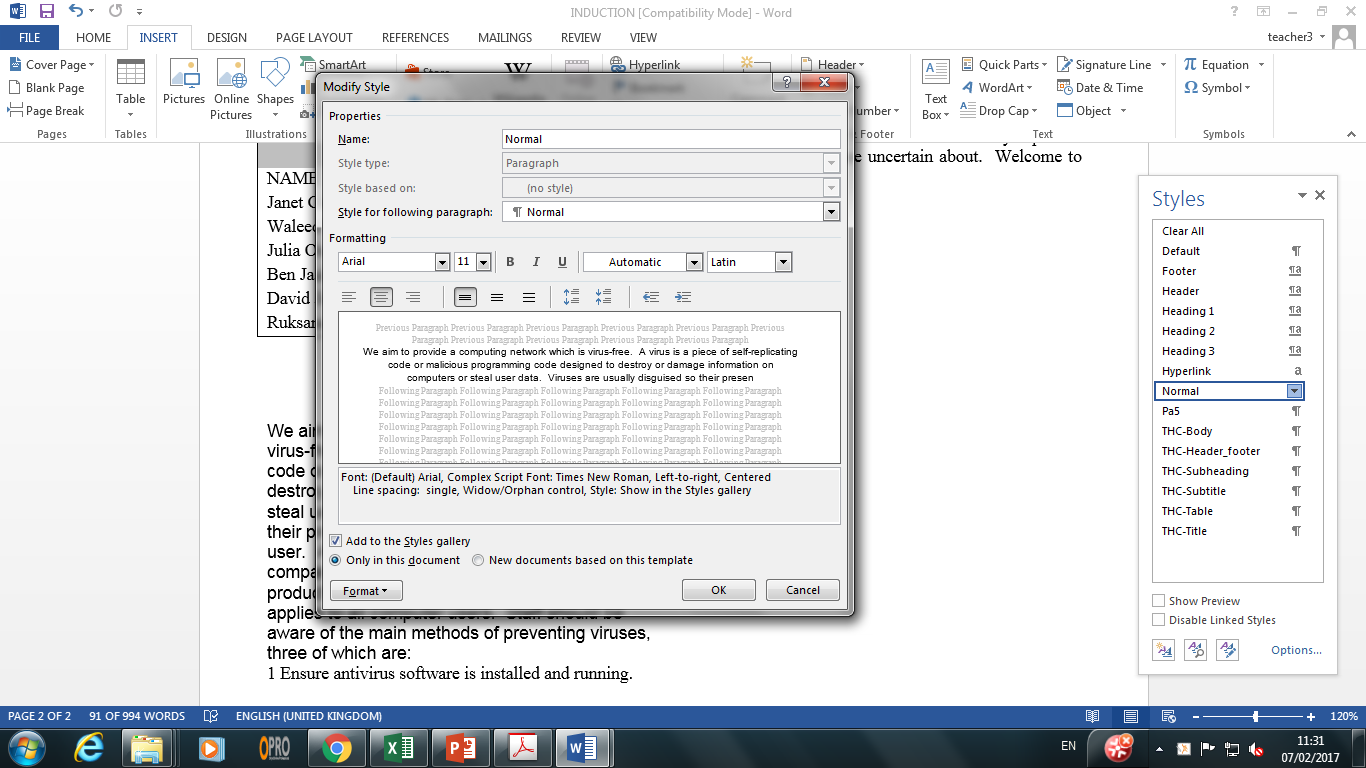 INDUCTION [Compatibility Mode] - Word
FILE HOME INSERT DESIGN PAGE LAYOUT REFERENCES MAILINGS REVIEW VIEW teacher3
Cover Page
Blank Page
Page Break
Pages
Table
Tables
Pictures
Online Pictures
Shapes
SmartArt
Illustrations
Store
W
Hyperlink
Header
Footer
Text Box
Quick Parts
WordArt
Drop Cap
Signature Line
Date & Time
Object
Text
Equation
Symbol
Symbols
e uncertain about. Welcome to
NAME
Janet
Julia
Ben Ja
David
Ruksan
We aim
virus-f
code
destro
steal u
their p
user.
compa
produc
applies to all computer users. Staff should be
aware of the main methods of preventing viruses,
three of which are:
1 Ensure antivirus software is installed and running.
Modify Style
Properties
Name: Normal
Style type: Paragraph
Style based on: (no style)
Style for following paragraph: ¶ Normal
Formatting
Arial 11 B I U Automatic Latin
Previous Paragraph Previous Paragraph Previous Paragraph Previous Paragraph Previous Paragraph Previous
Paragraph Previous Paragraph Previous Paragraph Previous Paragraph Previous Paragraph
We aim to provide a computing network which is virus-free. A virus is a piece of self-replicating
code or malicious programming code designed to destroy or damage information on
computers or steal user data. Viruses are usually disguised so their presen
Following Paragraph Following Paragraph Following Paragraph Following Paragraph Following Paragraph
Following Paragraph Following Paragraph Following Paragraph Following Paragraph Following Paragraph
Following Paragraph Following Paragraph Following Paragraph Following Paragraph Following Paragraph
Following Paragraph Following Paragraph Following Paragraph Following Paragraph Following Paragraph
Following Paragraph Following Paragraph Following Paragraph Following Paragraph Following Paragraph
Following Paragraph Following Paragraph Following Paragraph Following Paragraph Following Paragraph
Following Paragraph Following Paragraph Following Paragraph Following Paragraph Following Paragraph
Font: (Default) Arial, Complex Script Font: Times New Roman, Left-to-right, Centered
Line spacing: single, Widow/Orphan control, Style: Show in the Styles gallery
Add to the Styles gallery
Only in this document New documents based on this template
Format OK Cancel
Styles
Clear All
Default ¶
Footer ¶a
Header ¶a
Heading 1 ¶a
Heading 2 ¶a
Heading 3 ¶a
Hyperlink a
Normal
Pa5 ¶
THC-Body ¶
THC-Header_footer ¶
THC-Subheading ¶
THC-Subtitle ¶
THC-Table ¶
THC-Title ¶
Show Preview
Disable Linked Styles
Options...
PAGE 2 OF 2 91 OF 994 WORDS ENGLISH (UNITED KINGDOM) 120%
OPRO
EN
11:31
07/02/2017